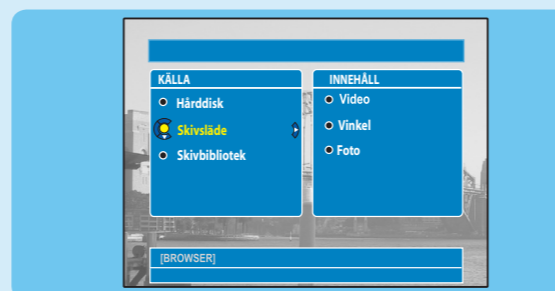 KÄLLA
Hårddisk
Skivsläde
Skivbibliotek
INNEHÅLL
Video
Vinkel
Foto
[BROWSER]